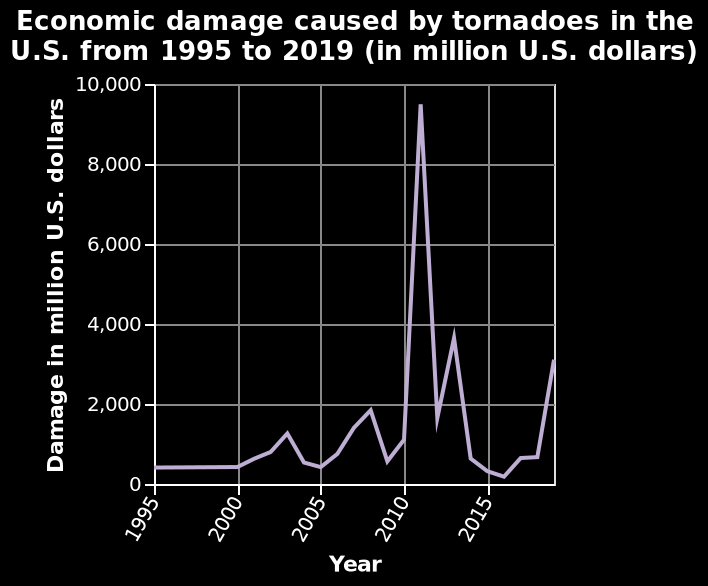 Economic damage caused by tornadoes in the
U.S. from 1995 to 2019 (in million U.S. dollars)
10,000
8,000
6,000
4,000
2,000
0
Damage in million U.S. dollars
1995
2000
2005
2010
2015
Year